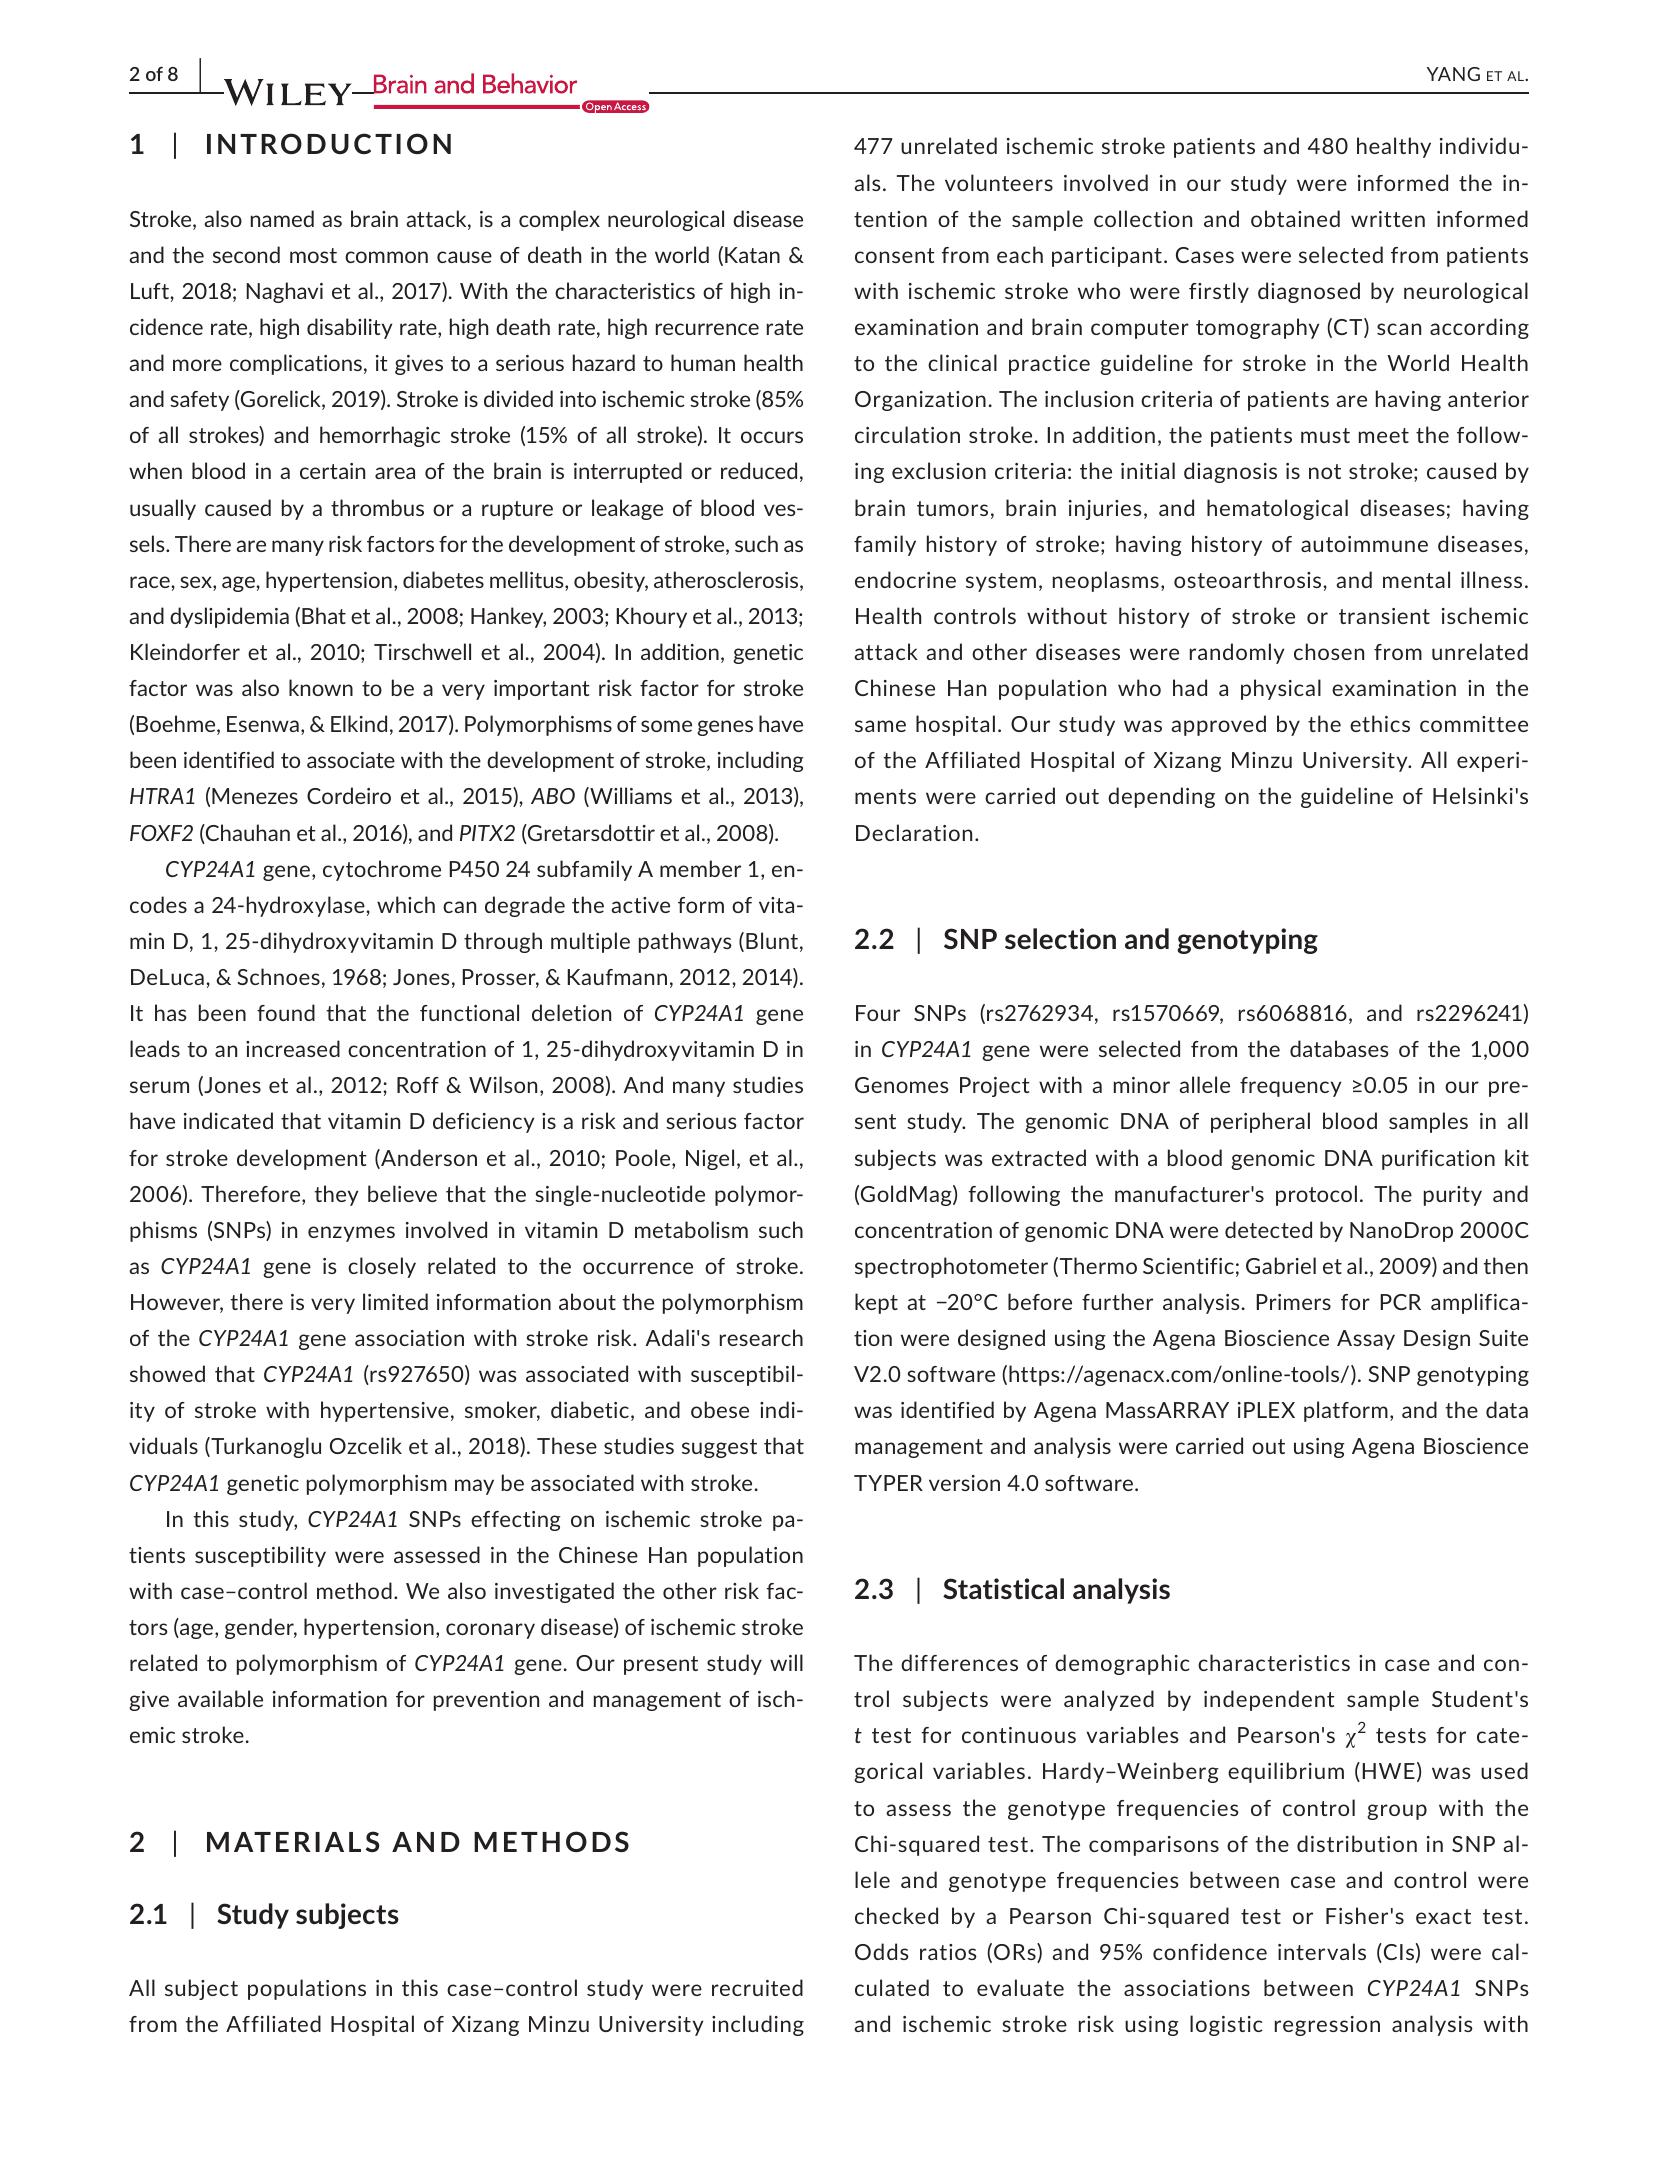 2 of 8
WILEY
Brain and Behavior
Open Access
YANG ET AL.
1 | INTRODUCTION
Stroke, also named as brain attack, is a complex neurological disease
and the second most common cause of death in the world (Katan &
Luft, 2018; Naghavi et al., 2017). With the characteristics of high in-
cidence rate, high disability rate, high death rate, high recurrence rate
and more complications, it gives to a serious hazard to human health
and safety (Gorelick, 2019). Stroke is divided into ischemic stroke (85%
of all strokes) and hemorrhagic stroke (15% of all stroke). It occurs
when blood in a certain area of the brain is interrupted or reduced,
usually caused by a thrombus or a rupture or leakage of blood ves-
sels. There are many risk factors for the development of stroke, such as
race, sex, age, hypertension, diabetes mellitus, obesity, atherosclerosis,
and dyslipidemia (Bhat et al., 2008; Hankey, 2003; Khoury et al., 2013;
Kleindorfer et al., 2010; Tirschwell et al., 2004). In addition, genetic
factor was also known to be a very important risk factor for stroke
(Boehme, Esenwa, & Elkind, 2017). Polymorphisms of some genes have
been identified to associate with the development of stroke, including
HTRA1 (Menezes Cordeiro et al., 2015), ABO (Williams et al., 2013),
FOXF2 (Chauhan et al., 2016), and PITX2 (Gretarsdottir et al., 2008).
CYP24A1 gene, cytochrome P450 24 subfamily A member 1, en-
codes a 24-hydroxylase, which can degrade the active form of vita-
min D, 1, 25-dihydroxyvitamin D through multiple pathways (Blunt,
DeLuca, & Schnoes, 1968; Jones, Prosser, & Kaufmann, 2012, 2014).
It has been found that the functional deletion of CYP24A1 gene
leads to an increased concentration of 1, 25-dihydroxyvitamin D in
serum (Jones et al., 2012; Roff & Wilson, 2008). And many studies
have indicated that vitamin D deficiency is a risk and serious factor
for stroke development (Anderson et al., 2010; Poole, Nigel, et al.,
2006). Therefore, they believe that the single-nucleotide polymor-
phisms (SNPs) in enzymes involved in vitamin D metabolism such
as CYP24A1 gene is closely related to the occurrence of stroke.
However, there is very limited information about the polymorphism
of the CYP24A1 gene association with stroke risk. Adali's research
showed that CYP24A1 (rs927650) was associated with susceptibil-
ity of stroke with hypertensive, smoker, diabetic, and obese indi-
viduals (Turkanoglu Ozcelik et al., 2018). These studies suggest that
CYP24A1 genetic polymorphism may be associated with stroke.
In this study, CYP24A1 SNPs effecting on ischemic stroke pa-
tients susceptibility were assessed in the Chinese Han population
with case–control method. We also investigated the other risk fac-
tors (age, gender, hypertension, coronary disease) of ischemic stroke
related to polymorphism of CYP24A1 gene. Our present study will
give available information for prevention and management of isch-
emic stroke.
2 | MATERIALS AND METHODS
2.1 | Study subjects
All subject populations in this case–control study were recruited
from the Affiliated Hospital of Xizang Minzu University including
477 unrelated ischemic stroke patients and 480 healthy individu-
als. The volunteers involved in our study were informed the in-
tention of the sample collection and obtained written informed
consent from each participant. Cases were selected from patients
with ischemic stroke who were firstly diagnosed by neurological
examination and brain computer tomography (CT) scan according
to the clinical practice guideline for stroke in the World Health
Organization. The inclusion criteria of patients are having anterior
circulation stroke. In addition, the patients must meet the follow-
ing exclusion criteria: the initial diagnosis is not stroke; caused by
brain tumors, brain injuries, and hematological diseases; having
family history of stroke; having history of autoimmune diseases,
endocrine system, neoplasms, osteoarthrosis, and mental illness.
Health controls without history of stroke or transient ischemic
attack and other diseases were randomly chosen from unrelated
Chinese Han population who had a physical examination in the
same hospital. Our study was approved by the ethics committee
of the Affiliated Hospital of Xizang Minzu University. All experi-
ments were carried out depending on the guideline of Helsinki's
Declaration.
2.2 | SNP selection and genotyping
Four SNPs (rs2762934, rs1570669, rs6068816, and rs2296241)
in CYP24A1 gene were selected from the databases of the 1,000
Genomes Project with a minor allele frequency ≥0.05 in our pre-
sent study. The genomic DNA of peripheral blood samples in all
subjects was extracted with a blood genomic DNA purification kit
(GoldMag) following the manufacturer's protocol. The purity and
concentration of genomic DNA were detected by NanoDrop 2000C
spectrophotometer (Thermo Scientific; Gabriel et al., 2009) and then
kept at −20°C before further analysis. Primers for PCR amplifica-
tion were designed using the Agena Bioscience Assay Design Suite
V2.0 software (https://agenacx.com/online-tools/). SNP genotyping
was identified by Agena MassARRAY iPLEX platform, and the data
management and analysis were carried out using Agena Bioscience
TYPER version 4.0 software.
2.3 | Statistical analysis
The differences of demographic characteristics in case and con-
trol subjects were analyzed by independent sample Student's
t test for continuous variables and Pearson's χ² tests for cate-
gorical variables. Hardy–Weinberg equilibrium (HWE) was used
to assess the genotype frequencies of control group with the
Chi-squared test. The comparisons of the distribution in SNP al-
lele and genotype frequencies between case and control were
checked by a Pearson Chi-squared test or Fisher's exact test.
Odds ratios (ORs) and 95% confidence intervals (CIs) were cal-
culated to evaluate the associations between CYP24A1 SNPs
and ischemic stroke risk using logistic regression analysis with